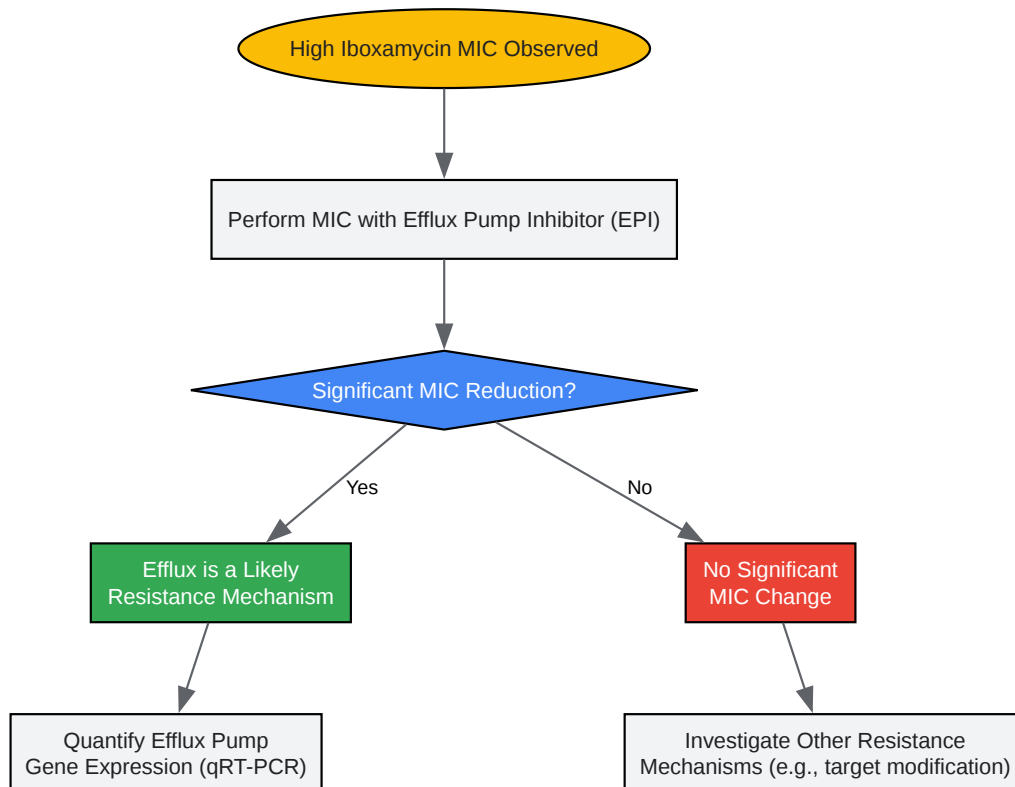 High Iboxamycin MIC Observed
Perform MIC with Efflux Pump Inhibitor (EPI)
Significant MIC Reduction?
Yes
No
Efflux is a Likely
Resistance Mechanism
No Significant
MIC Change
Quantify Efflux Pump
Gene Expression (qRT-PCR)
Investigate Other Resistance
Mechanisms (e.g., target modification)